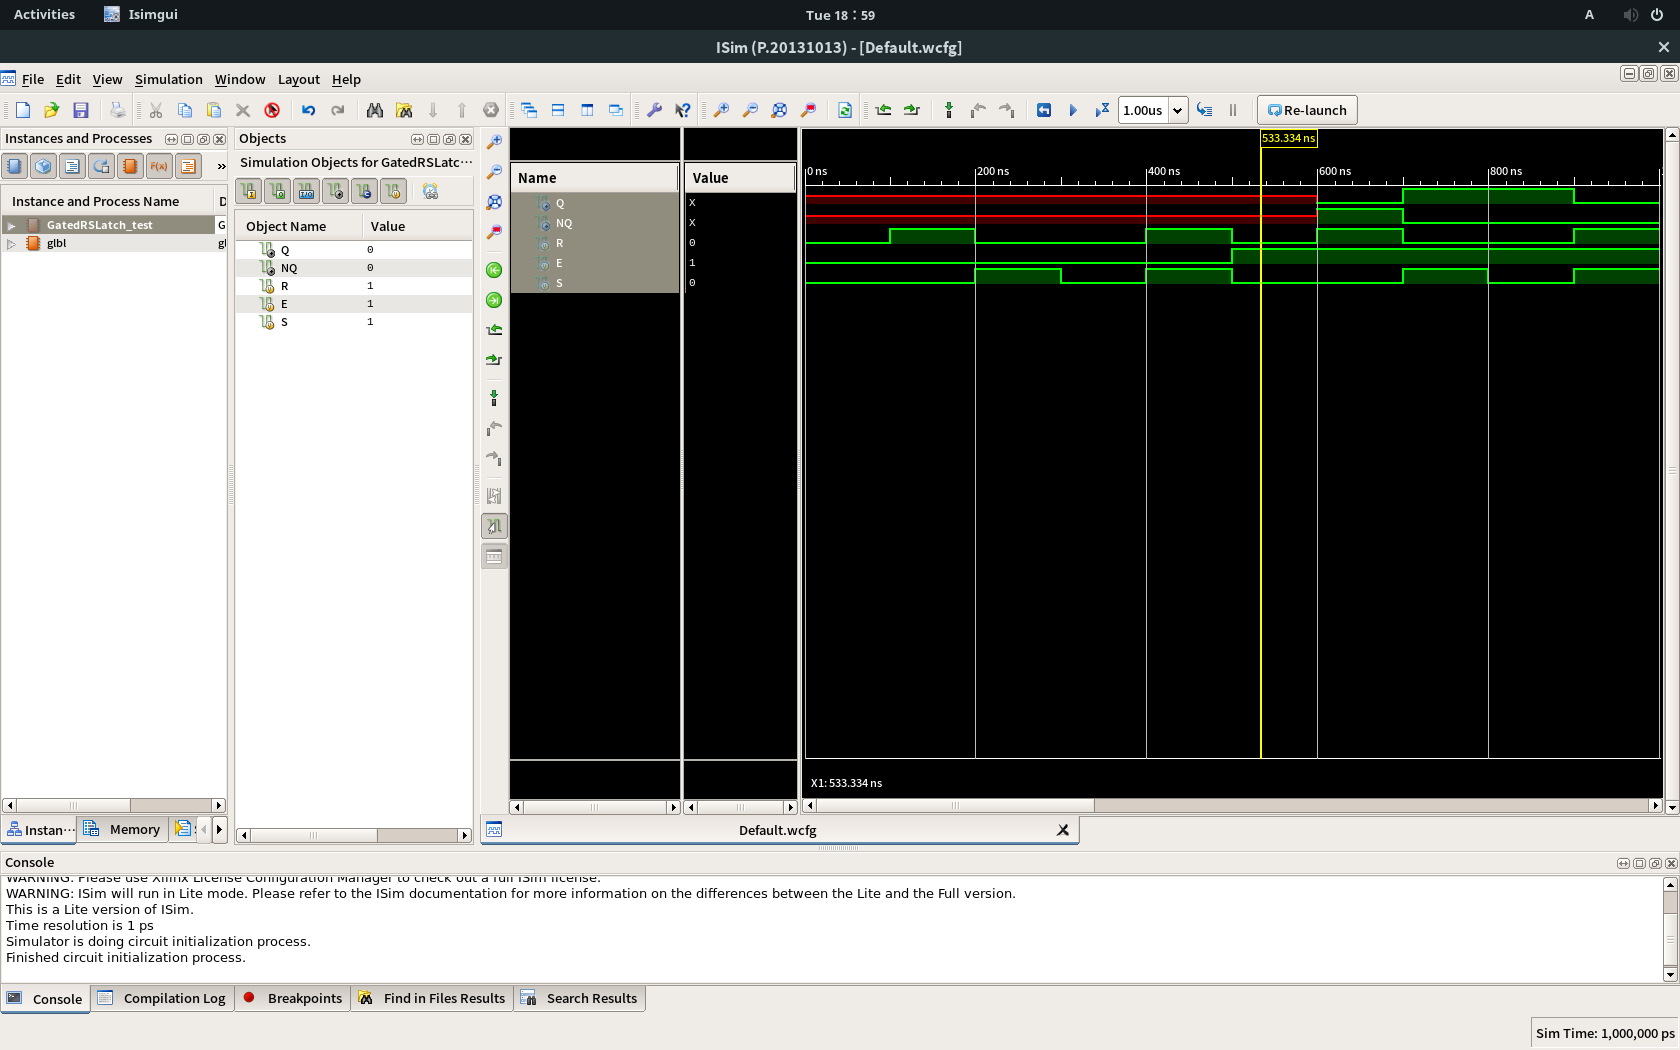 Activities Isimgui Tue 18:59 A
ISim (P.20131013) - [Default.wcfg]
File Edit View Simulation Window Layout Help
1.00us Re-launch
Instances and Processes
F(x) »
Instance and Process Name D
GatedRSLatch_test G
glbl gl
Instan···
Memory
Objects
Simulation Objects for GatedRSLatc···
Object Name Value
Q 0
NQ 0
R 1
E 1
S 1
Name Value
Q X
NQ X
R 0
E 1
S 0
533.334 ns
0 ns 200 ns 400 ns 600 ns 800 ns
X1: 533.334 ns
Default.wcfg
Console
WARNING: Please use Xilinx License Configuration Manager to check out a full ISim license.
WARNING: ISim will run in Lite mode. Please refer to the ISim documentation for more information on the differences between the Lite and the Full version.
This is a Lite version of ISim.
Time resolution is 1 ps
Simulator is doing circuit initialization process.
Finished circuit initialization process.
Console Compilation Log Breakpoints Find in Files Results Search Results
Sim Time: 1,000,000 ps